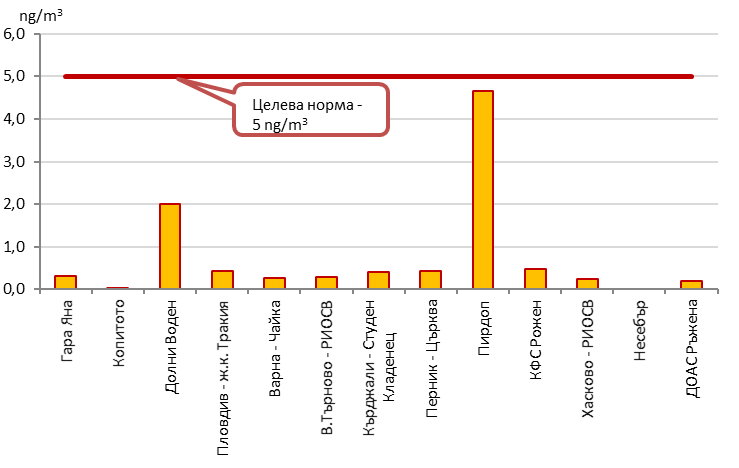 ng/m³
6,0
5,0
4,0
3,0
2,0
1,0
0,0
Целева норма -
5 ng/m³
Гара Яна
Копитото
Долни Воден
Пловдив - ж.к. Тракия
Варна - Чайка
В.Търново - РИОСВ
Кърджали - Студен
Кладенец
Перник - Църква
Пирдоп
КФС Рожен
Хасково - РИОСВ
Несебър
ДОАС Ръжена